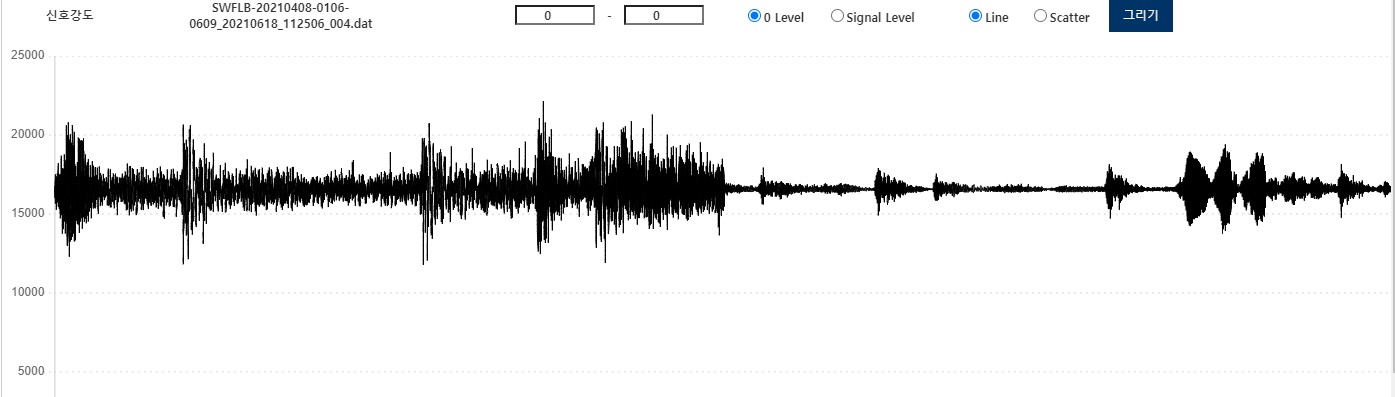 신호강도
SWFLB-20210408-0106-
0609_20210618_112506_004.dat
0 - 0
0 Level Signal Level
Line Scatter
그리기
25000
20000
15000
10000
5000